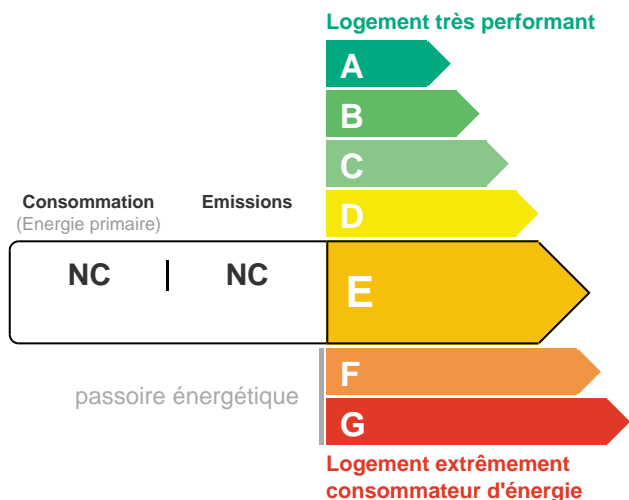 Logement très performant
A
B
C
Consommation Emissions
(Energie primaire)
D
NC | NC
E
F
passoire énergétique
G
Logement extrêmement
consommateur d'énergie